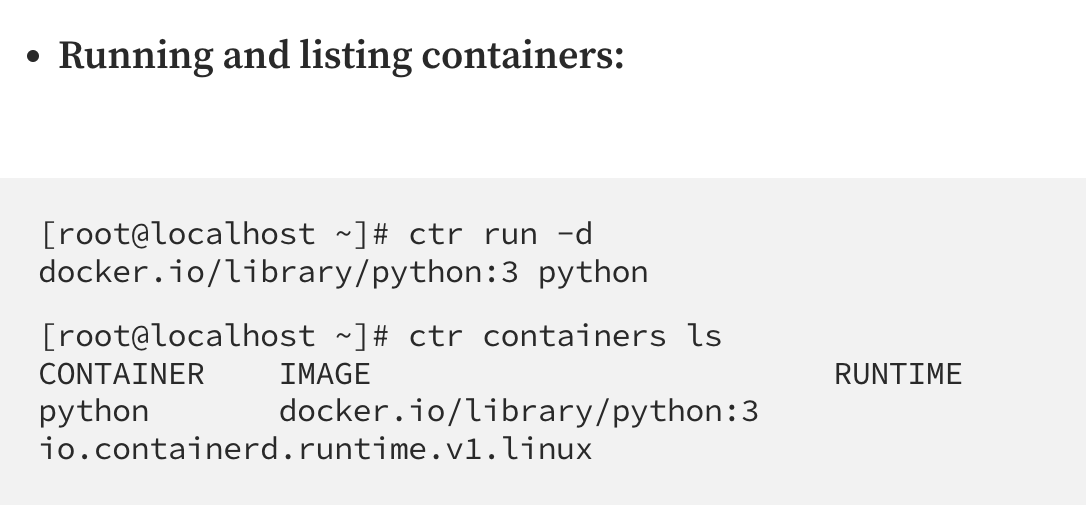 • Running and listing containers:
[root@localhost ~]# ctr run -d
docker.io/library/python:3 python
[root@localhost ~]# ctr containers ls
CONTAINER    IMAGE                         RUNTIME
python       docker.io/library/python:3
io.containerd.runtime.v1.linux